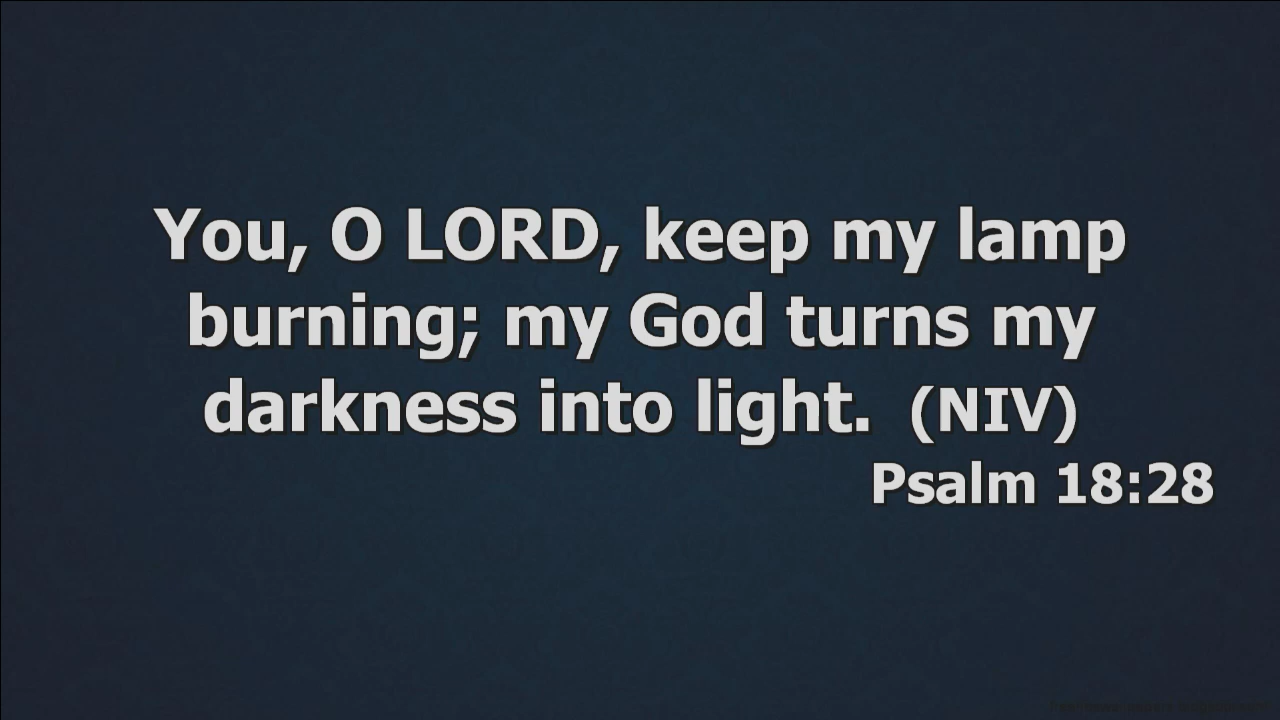 You, O LORD, keep my lamp
burning; my God turns my
darkness into light. (NIV)
Psalm 18:28